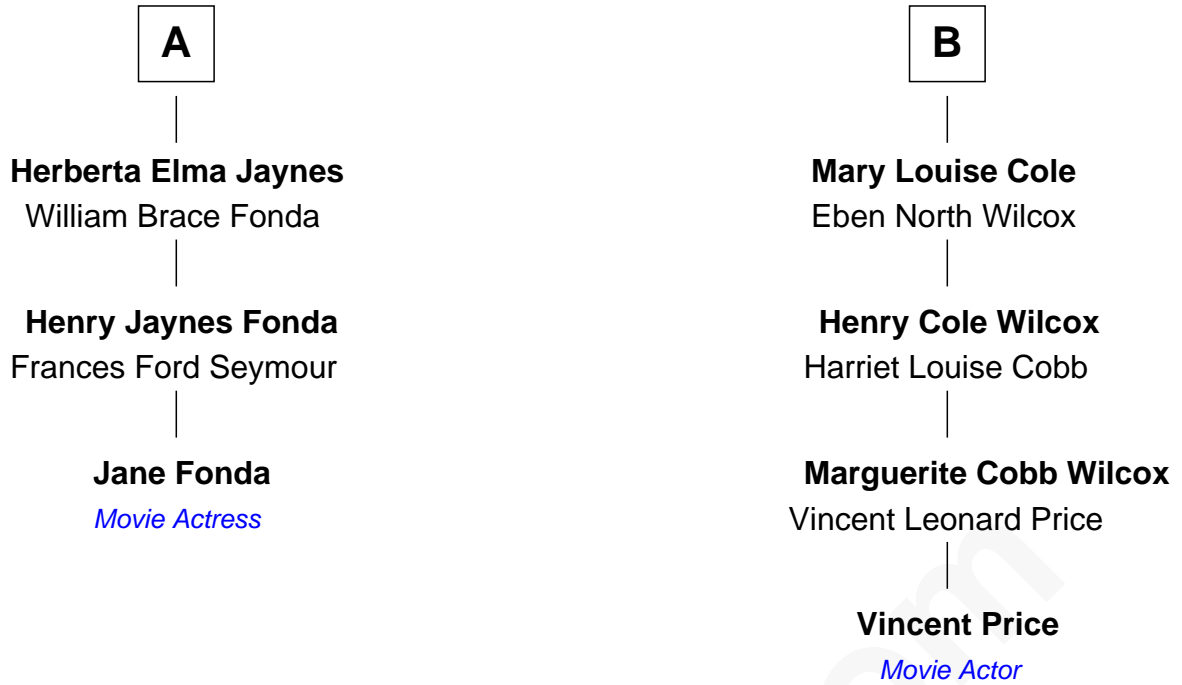 A
Herberta Elma Jaynes
William Brace Fonda
Henry Jaynes Fonda
Frances Ford Seymour
Jane Fonda
Movie Actress
B
Mary Louise Cole
Eben North Wilcox
Henry Cole Wilcox
Harriet Louise Cobb
Marguerite Cobb Wilcox
Vincent Leonard Price
Vincent Price
Movie Actor